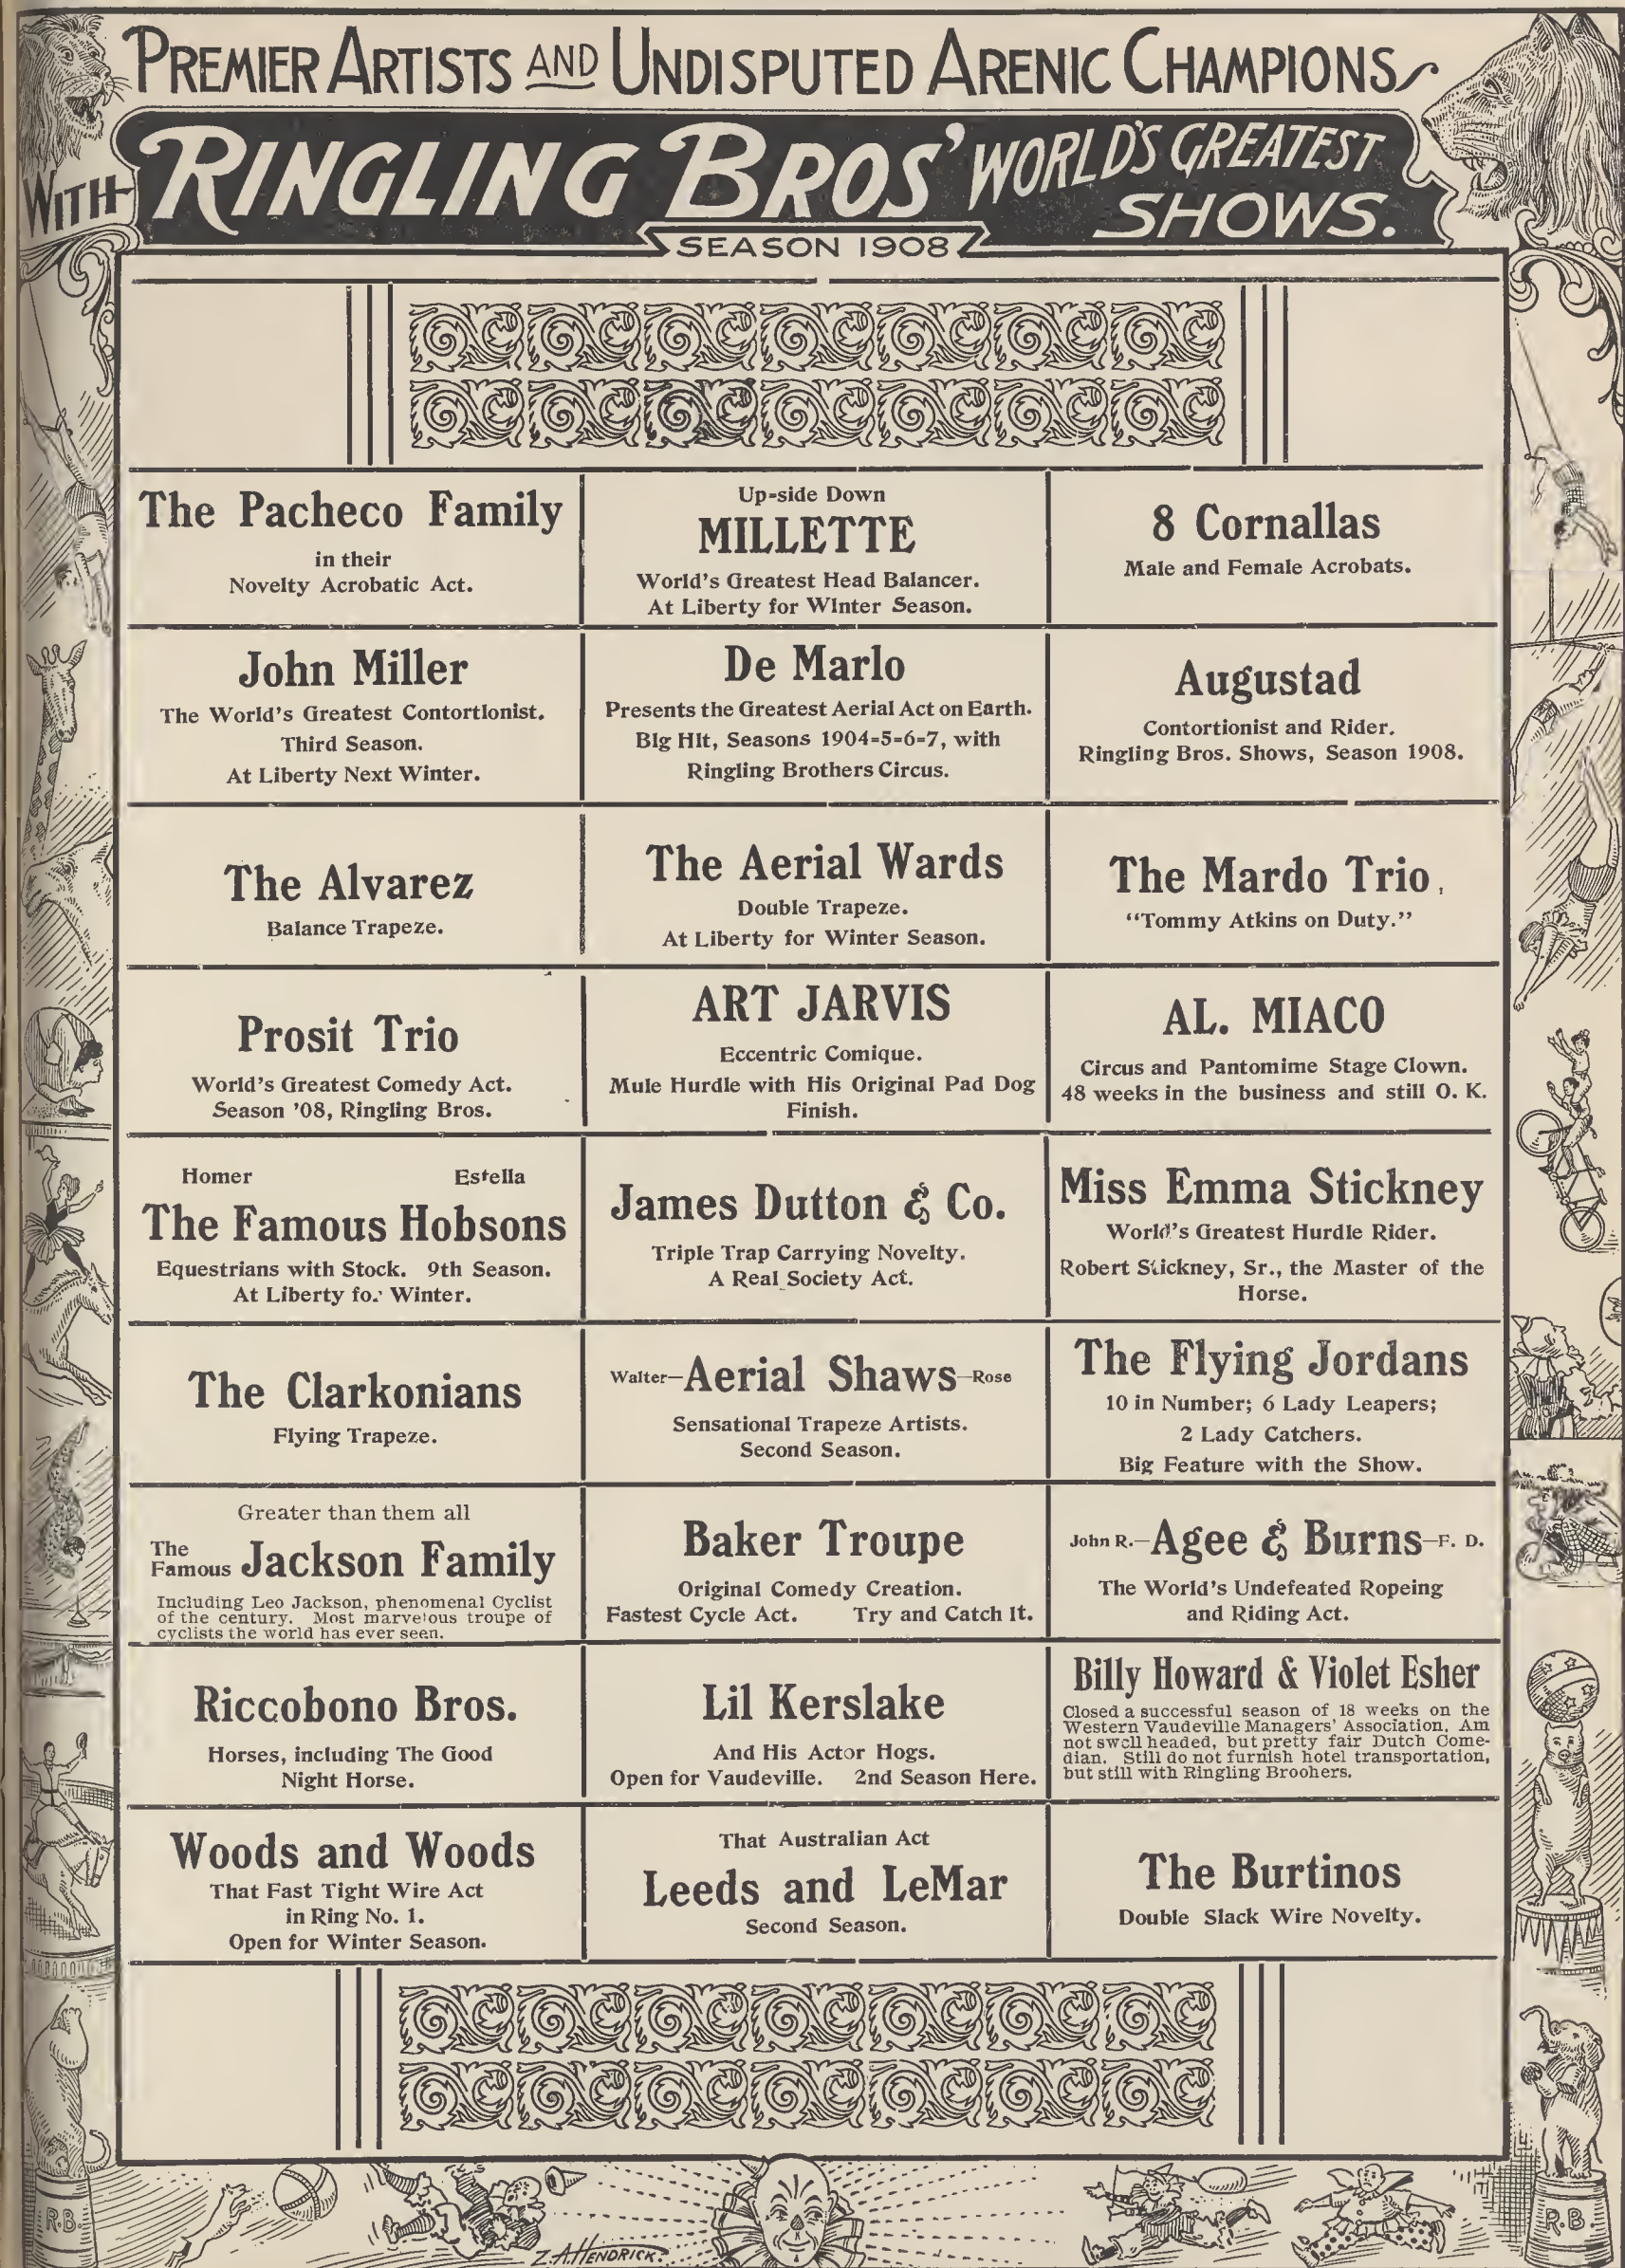 PREMIER ARTISTS AND UNDISPUTED ARENIC CHAMPIONS
WITH RINGLING BROS' WORLD'S GREATEST
SHOWS.
SEASON 1908
The Pacheco Family
in their
Novelty Acrobatic Act.
Up-side Down
MILLETTE
World's Greatest Head Balancer.
At Liberty for Winter Season.
8 Cornallas
Male and Female Acrobats.
John Miller
The World's Greatest Contortionist.
Third Season.
At Liberty Next Winter.
De Marlo
Presents the Greatest Aerial Act on Earth.
Big Hit, Seasons 1904=5=6=7, with
Ringling Brothers Circus.
Augustad
Contortionist and Rider.
Ringling Bros. Shows, Season 1908.
The Alvarez
Balance Trapeze.
The Aerial Wards
Double Trapeze.
At Liberty for Winter Season.
The Mardo Trio,
"Tommy Atkins on Duty."
Prosit Trio
World's Greatest Comedy Act.
Season '08, Ringling Bros.
ART JARVIS
Eccentric Comique.
Mule Hurdle with His Original Pad Dog
Finish.
AL. MIACO
Circus and Pantomime Stage Clown.
48 weeks in the business and still O. K.
Homer Estella
The Famous Hobsons
Equestrians with Stock. 9th Season.
At Liberty for Winter.
James Dutton & Co.
Triple Trap Carrying Novelty.
A Real Society Act.
Miss Emma Stickney
World's Greatest Hurdle Rider.
Robert Stickney, Sr., the Master of the
Horse.
The Clarkonians
Flying Trapeze.
Walter—Aerial Shaws—Rose
Sensational Trapeze Artists.
Second Season.
The Flying Jordans
10 in Number; 6 Lady Leapers;
2 Lady Catchers.
Big Feature with the Show.
Greater than them all
The Famous Jackson Family
Including Leo Jackson, phenomenal Cyclist
of the century. Most marvelous troupe of
cyclists the world has ever seen.
Baker Troupe
Original Comedy Creation.
Fastest Cycle Act. Try and Catch It.
John R.—Agee & Burns—F. D.
The World's Undefeated Ropeing
and Riding Act.
Riccobono Bros.
Horses, including The Good
Night Horse.
Lil Kerslake
And His Actor Hogs.
Open for Vaudeville. 2nd Season Here.
Billy Howard & Violet Esher
Closed a successful season of 18 weeks on the
Western Vaudeville Managers' Association. Am
not swell headed, but pretty fair Dutch Come-
dian. Still do not furnish hotel transportation,
but still with Ringling Broohers.
Woods and Woods
That Fast Tight Wire Act
in Ring No. 1.
Open for Winter Season.
That Australian Act
Leeds and LeMar
Second Season.
The Burtinos
Double Slack Wire Novelty.
R.B.
Z.A. HENDRICK.
R.B.